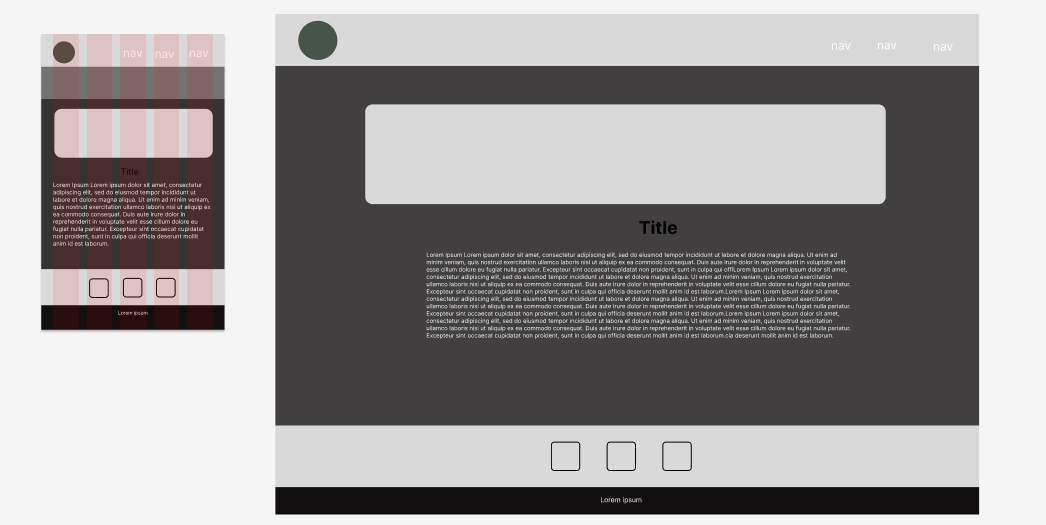 nav nav nav
Title
Lorem Ipsum Lorem ipsum dolor sit amet, consectetur
adipiscing elit, sed do eiusmod tempor incididunt ut
labore et dolore magna aliqua. Ut enim ad minim veniam,
quis nostrud exercitation ullamco laboris nisi ut aliquip ex
ea commodo consequat. Duis aute irure dolor in
reprehenderit in voluptate velit esse cillum dolore eu
fugiat nulla pariatur. Excepteur sint occaecat cupidatat
non proident, sunt in culpa qui officia deserunt mollit
anim id est laborum.
Lorem ipsum
nav nav nav
Title
Lorem Ipsum Lorem ipsum dolor sit amet, consectetur adipiscing elit, sed do eiusmod tempor incididunt ut labore et dolore magna aliqua. Ut enim ad
minim veniam, quis nostrud exercitation ullamco laboris nisi ut aliquip ex ea commodo consequat. Duis aute irure dolor in reprehenderit in voluptate velit
esse cillum dolore eu fugiat nulla pariatur. Excepteur sint occaecat cupidatat non proident, sunt in culpa qui offiLorem Ipsum Lorem ipsum dolor sit amet,
consectetur adipiscing elit, sed do eiusmod tempor incididunt ut labore et dolore magna aliqua. Ut enim ad minim veniam, quis nostrud exercitation
ullamco laboris nisi ut aliquip ex ea commodo consequat. Duis aute irure dolor in reprehenderit in voluptate velit esse cillum dolore eu fugiat nulla pariatur.
Excepteur sint occaecat cupidatat non proident, sunt in culpa qui officia deserunt mollit anim id est laborum.Lorem Ipsum Lorem ipsum dolor sit amet,
consectetur adipiscing elit, sed do eiusmod tempor incididunt ut labore et dolore magna aliqua. Ut enim ad minim veniam, quis nostrud exercitation
ullamco laboris nisi ut aliquip ex ea commodo consequat. Duis aute irure dolor in reprehenderit in voluptate velit esse cillum dolore eu fugiat nulla pariatur.
Excepteur sint occaecat cupidatat non proident, sunt in culpa qui officia deserunt mollit anim id est laborum.Lorem Ipsum Lorem ipsum dolor sit amet,
consectetur adipiscing elit, sed do eiusmod tempor incididunt ut labore et dolore magna aliqua. Ut enim ad minim veniam, quis nostrud exercitation
ullamco laboris nisi ut aliquip ex ea commodo consequat. Duis aute irure dolor in reprehenderit in voluptate velit esse cillum dolore eu fugiat nulla pariatur.
Excepteur sint occaecat cupidatat non proident, sunt in culpa qui officia deserunt mollit anim id est laborum.cia deserunt mollit anim id est laborum.
Lorem ipsum